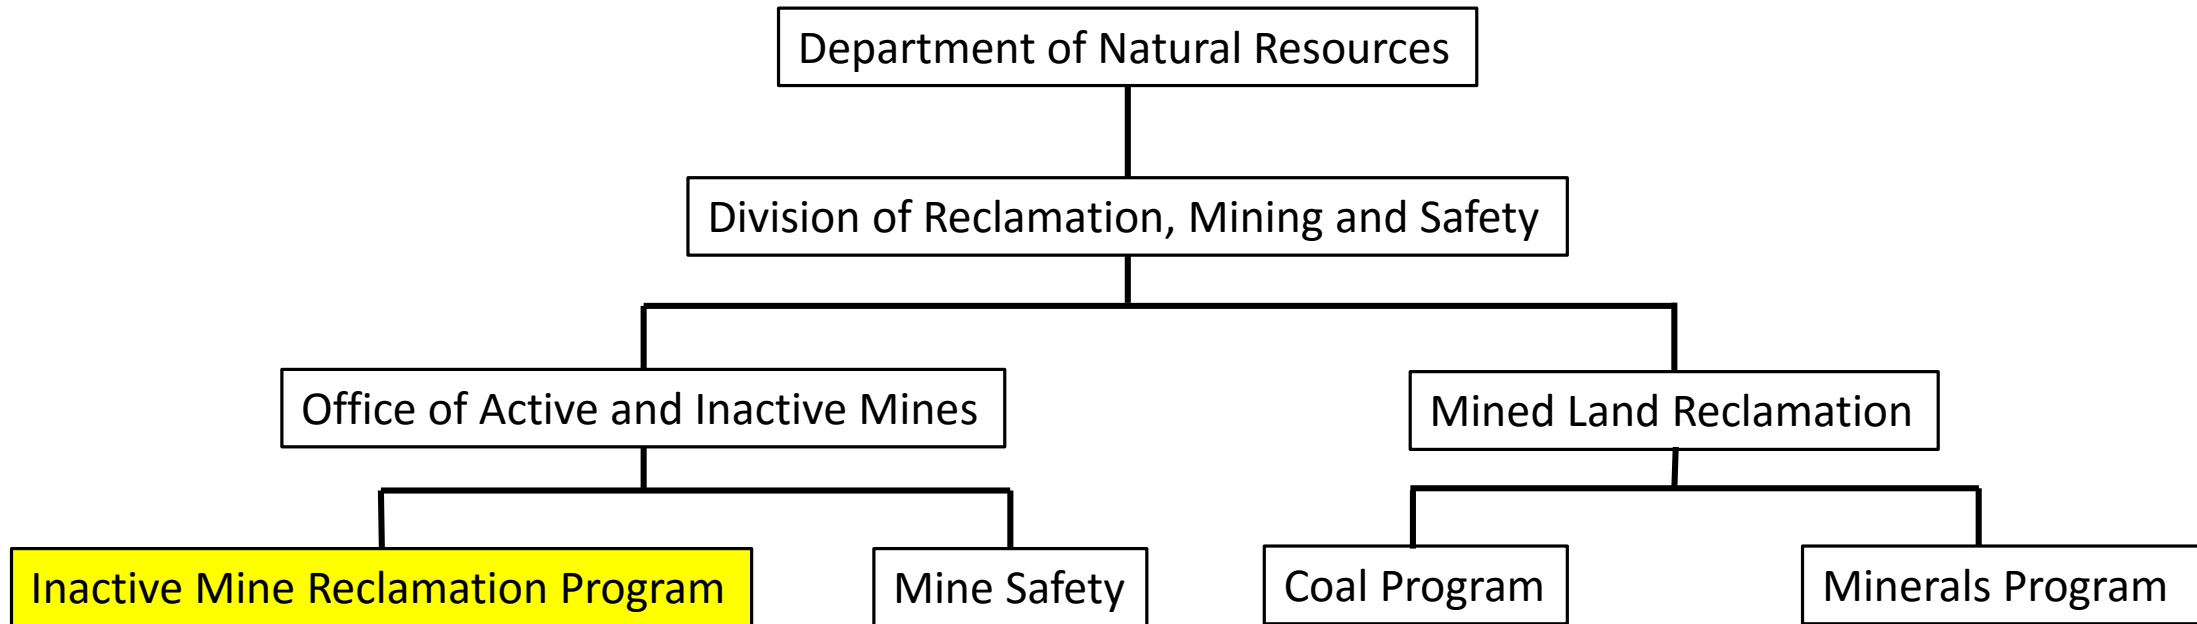 Department of Natural Resources
Division of Reclamation, Mining and Safety
Office of Active and Inactive Mines
Mined Land Reclamation
Inactive Mine Reclamation Program
Mine Safety
Coal Program
Minerals Program